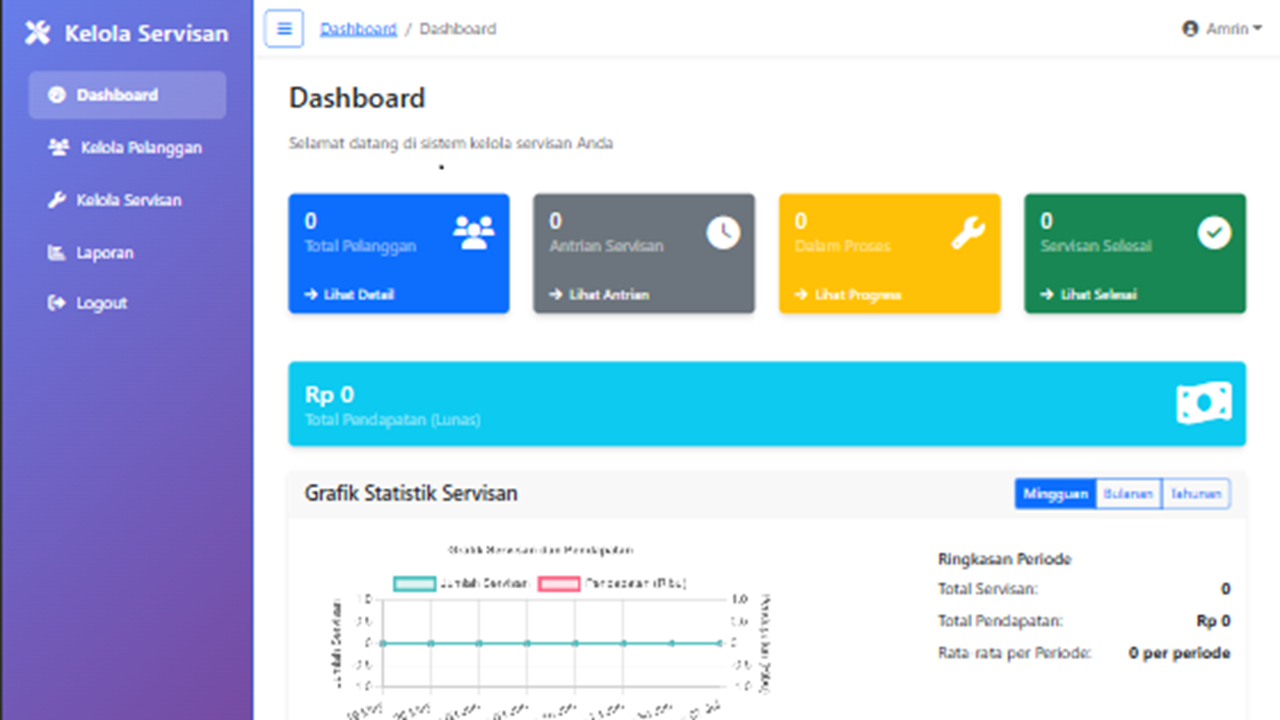 Kelola Servisan
Dashboard
Kelola Pelanggan
Kelola Servisan
Laporan
Logout
Dashboard / Dashboard
Amrin
Dashboard
Selamat datang di sistem kelola servisan Anda
0
Total Pelanggan
Lihat Detail
0
Antrian Servisan
Lihat Antrian
0
Dalam Proses
Lihat Progress
0
Servisan Selesai
Lihat Selesai
Rp 0
Total Pendapatan (Lunas)
Grafik Statistik Servisan
Mingguan Bulanan Tahunan
Grafik Servisan dan Pendapatan
Jumlah Servisan Pendapatan (Ribu)
Jumlah Servisan
1.0
0.5
0
-0.5
-1.0
1.0
0.5
0
-0.5
-1.0
Ringkasan Periode
Total Servisan: 0
Total Pendapatan: Rp 0
Rata-rata per Periode: 0 per periode